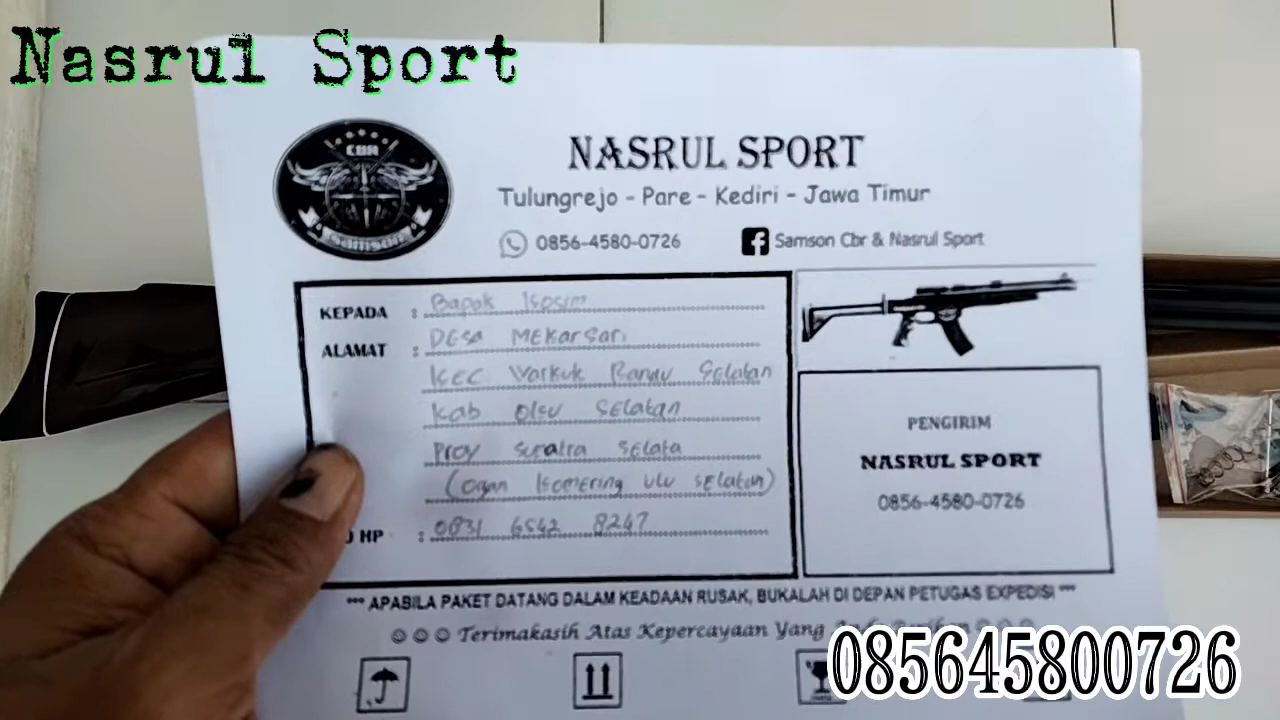 Nasrul Sport
CBR
Samson
NASRUL SPORT
Tulungrejo - Pare - Kediri - Jawa Timur
0856-4580-0726
Samson Cbr & Nasrul Sport
KEPADA : Bapak
ALAMAT : DEsa MEKarSari
KEC Warkuk Ranau SElatan
Kab OKu SElatan
Prov sumatra SElata
(Ogan Komering ulu SElatan)
HP : 0831 6542 8247
PENGIRIM
NASRUL SPORT
0856-4580-0726
*** APABILA PAKET DATANG DALAM KEADAAN RUSAK, BUKALAH DI DEPAN PETUGAS EXPEDISI ***
☺☺☺ Terimakasih Atas Kepercayaan Yang
085645800726